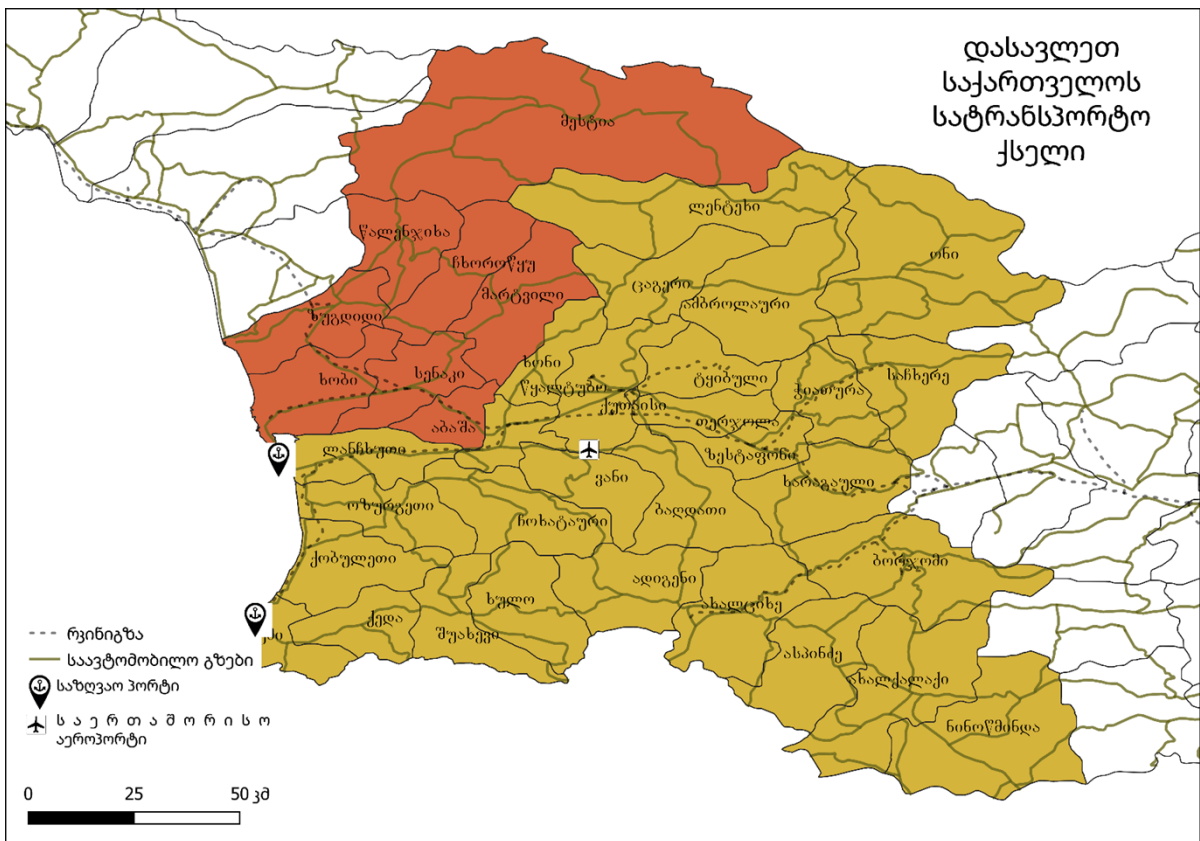 დასავლეთ
საქართველოს
სატრანსპორტო
ქსელი
მესტია
ლენტეხი
წალენჯიხა
ონი
ჩხოროწყუ
ცაგერი
მარტვილი
ამბროლაური
ზუგდიდი
ხონი
სენაკი
ხობი
წყალტუბო
ტყიბული
საჩხერე
ჭიათურა
ქუთაისი
აბაშა
თერჯოლა
ლანჩხუთი
ზესტაფონი
ვანი
ხარაგაული
ოზურგეთი
ბაღდათი
ჩოხატაური
ქობულეთი
ბორჯომი
ადიგენი
ხულო
ახალციხე
ქედა
შუახევი
ასპინძე
ახალქალაქი
ნინოწმინდა
რკინიგზა
საავტომობილო გზები
საზღვაო პორტი
საერთაშორისო
აეროპორტი
0 25 50 კმ